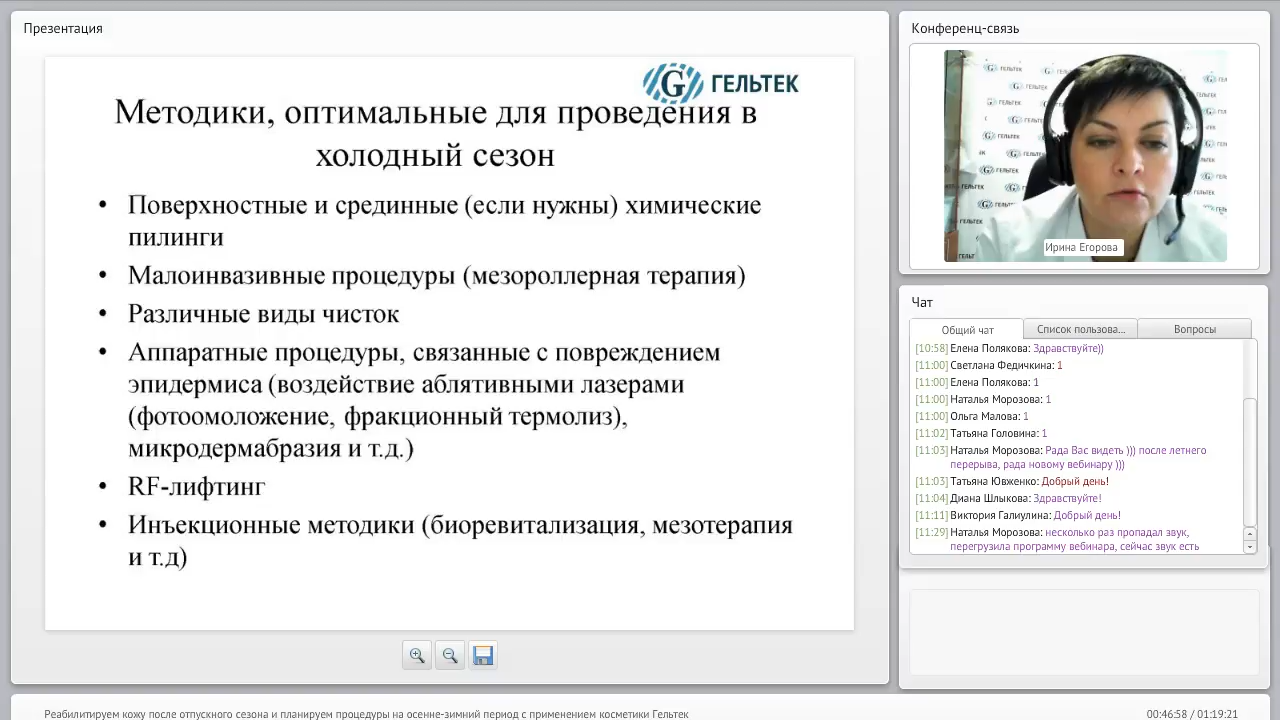 Презентация
ГЕЛЬТЕК
Методики, оптимальные для проведения в
холодный сезон
• Поверхностные и срединные (если нужны) химические
пилинги
• Малоинвазивные процедуры (мезороллерная терапия)
• Различные виды чисток
• Аппаратные процедуры, связанные с повреждением
эпидермиса (воздействие аблятивными лазерами
(фотоомоложение, фракционный термолиз),
микродермабразия и т.д.)
• RF-лифтинг
• Инъекционные методики (биоревитализация, мезотерапия
и т.д)
Конференц-связь
ГЕЛЬТЕК
Ирина Егорова
Чат
Общий чат
Список пользова...
Вопросы
[10:58] Елена Полякова: Здравствуйте))
[11:00] Светлана Федичкина: 1
[11:00] Елена Полякова: 1
[11:00] Наталья Морозова: 1
[11:00] Ольга Малова: 1
[11:02] Татьяна Головина: 1
[11:03] Наталья Морозова: Рада Вас видеть ))) после летнего
перерыва, рада новому вебинару )))
[11:03] Татьяна Ювженко: Добрый день!
[11:04] Диана Шлыкова: Здравствуйте!
[11:11] Виктория Галиулина: Добрый день!
[11:29] Наталья Морозова: несколько раз пропадал звук,
перегрузила программу вебинара, сейчас звук есть
Реабилитируем кожу после отпускного сезона и планируем процедуры на осенне-зимний период с применением косметики Гельтек
00:46:58 / 01:19:21